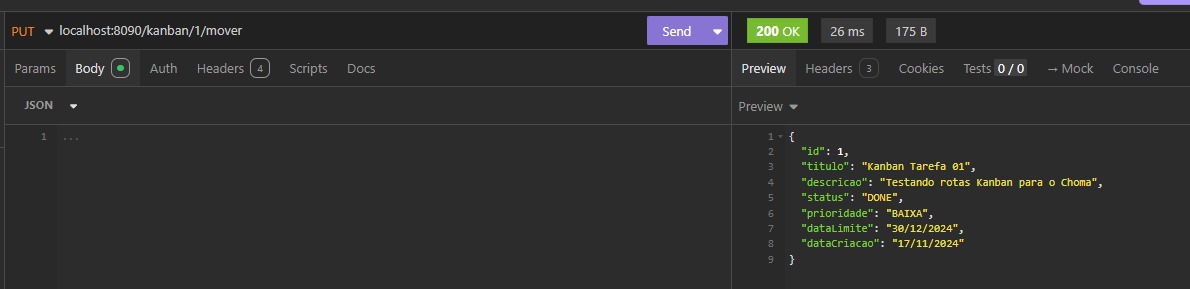 PUT localhost:8090/kanban/1/mover Send 200 OK 26 ms 175 B
Params Body Auth Headers 4 Scripts Docs Preview Headers 3 Cookies Tests 0 / 0 → Mock Console
JSON Preview
1 ...
1 {
2 "id": 1,
3 "titulo": "Kanban Tarefa 01",
4 "descricao": "Testando rotas Kanban para o Choma",
5 "status": "DONE",
6 "prioridade": "BAIXA",
7 "dataLimite": "30/12/2024",
8 "dataCriacao": "17/11/2024"
9 }